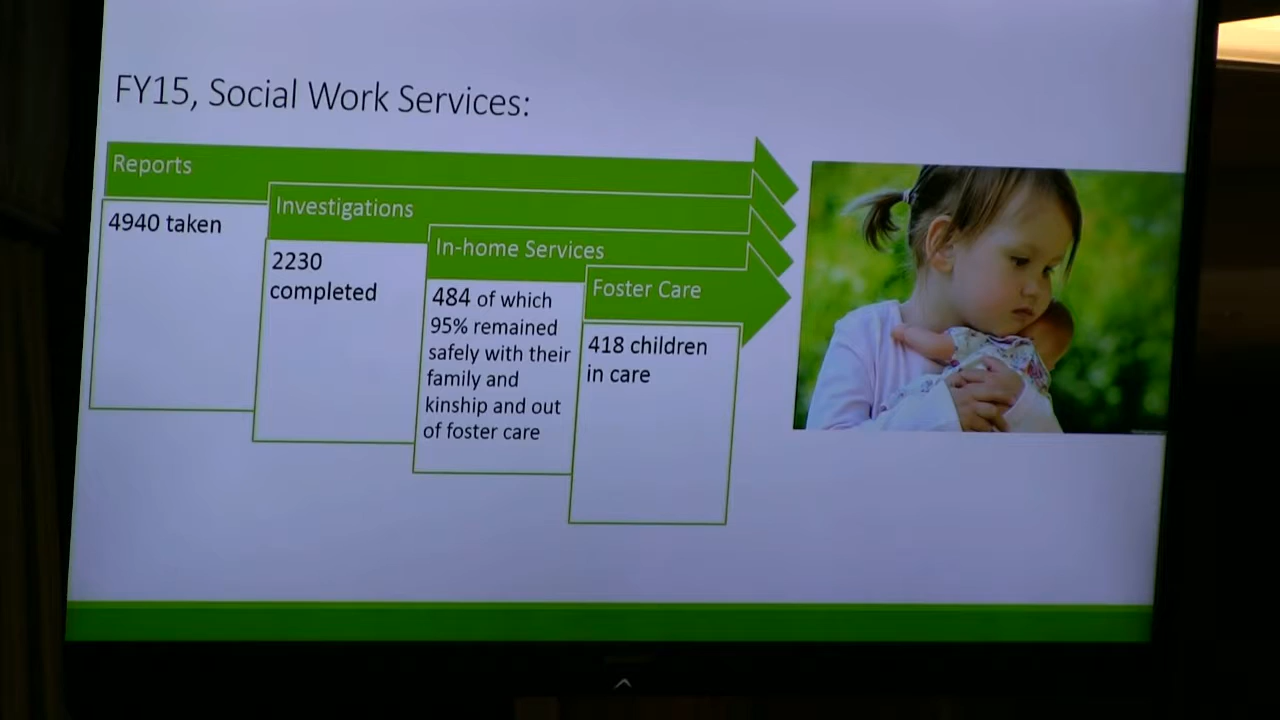 FY15, Social Work Services:
Reports
4940 taken
Investigations
2230
completed
In-home Services
484 of which
95% remained
safely with their
family and
kinship and out
of foster care
Foster Care
418 children
in care